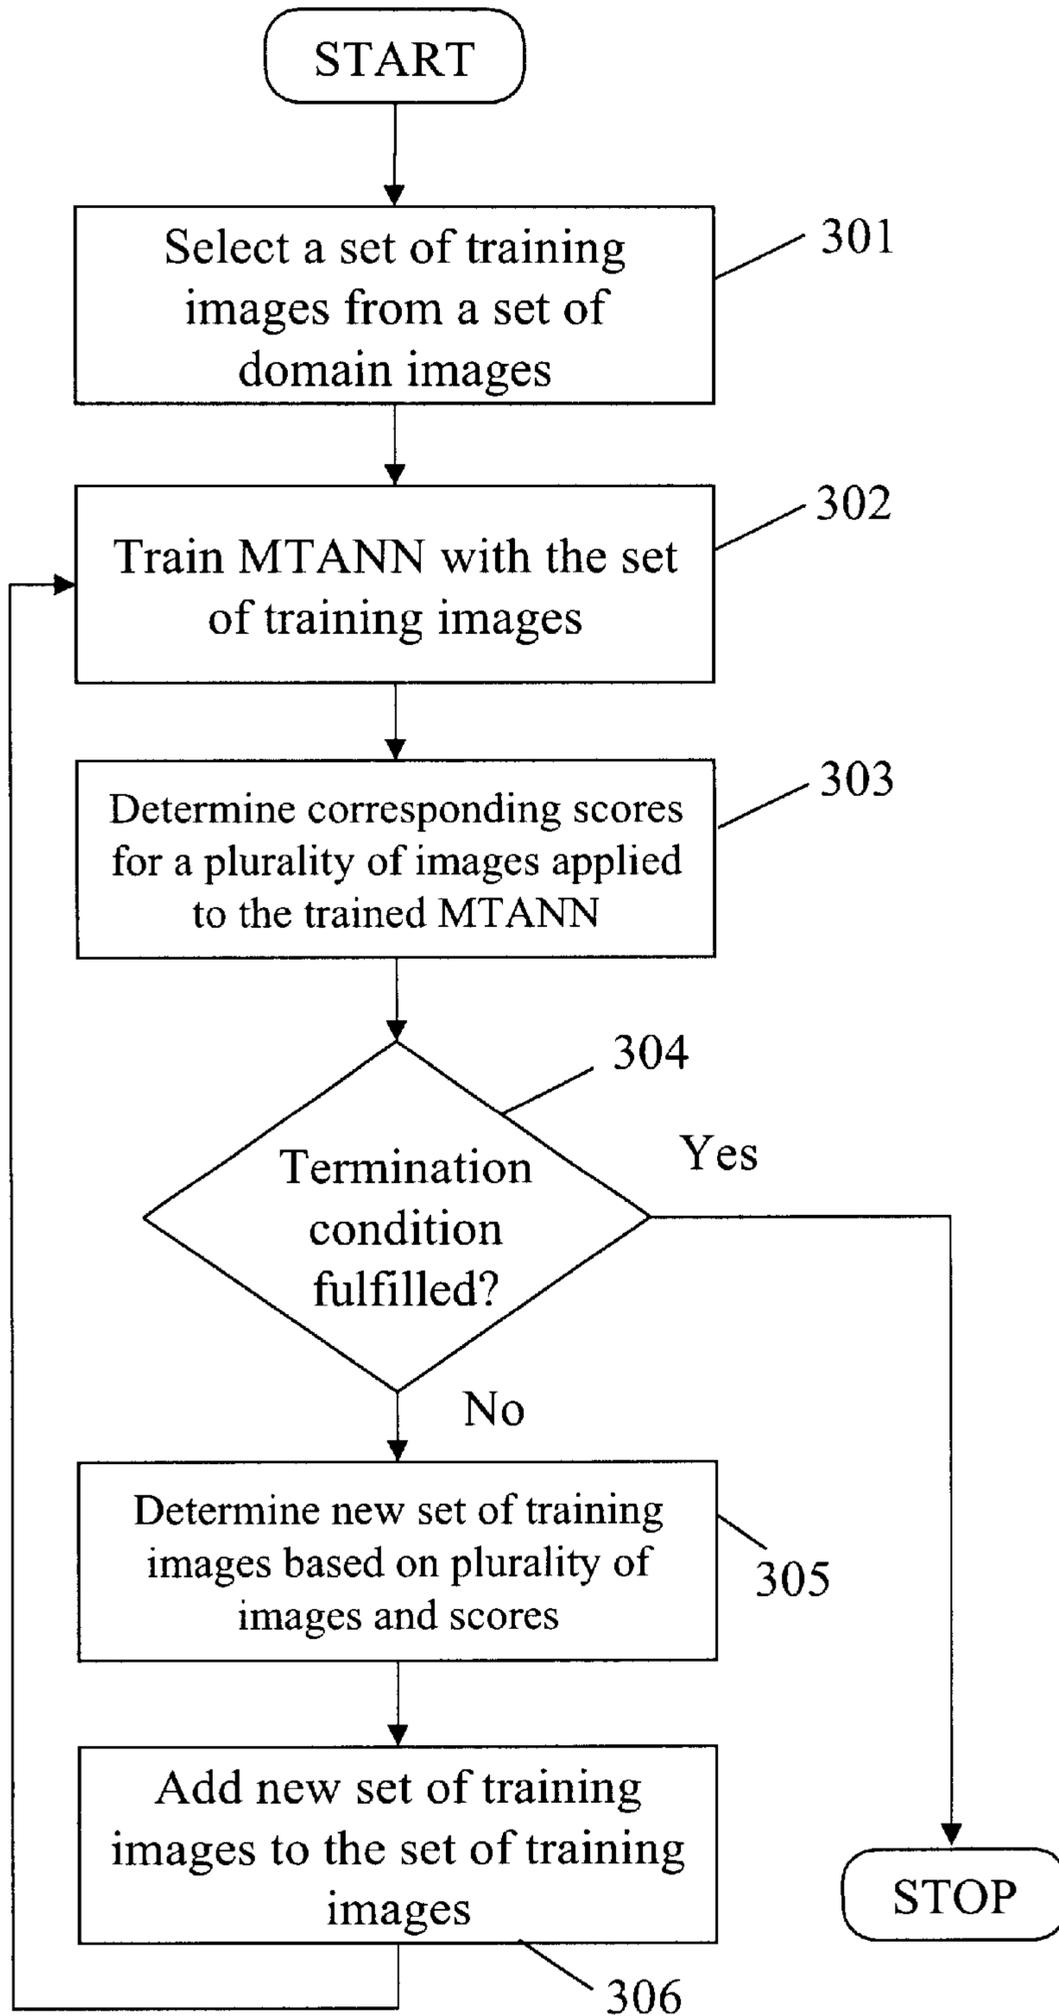 START
Select a set of training
images from a set of
domain images
301
Train MTANN with the set
of training images
302
Determine corresponding scores
for a plurality of images applied
to the trained MTANN
303
Termination
condition
fulfilled?
304
Yes
No
Determine new set of training
images based on plurality of
images and scores
305
Add new set of training
images to the set of training
images
306
STOP